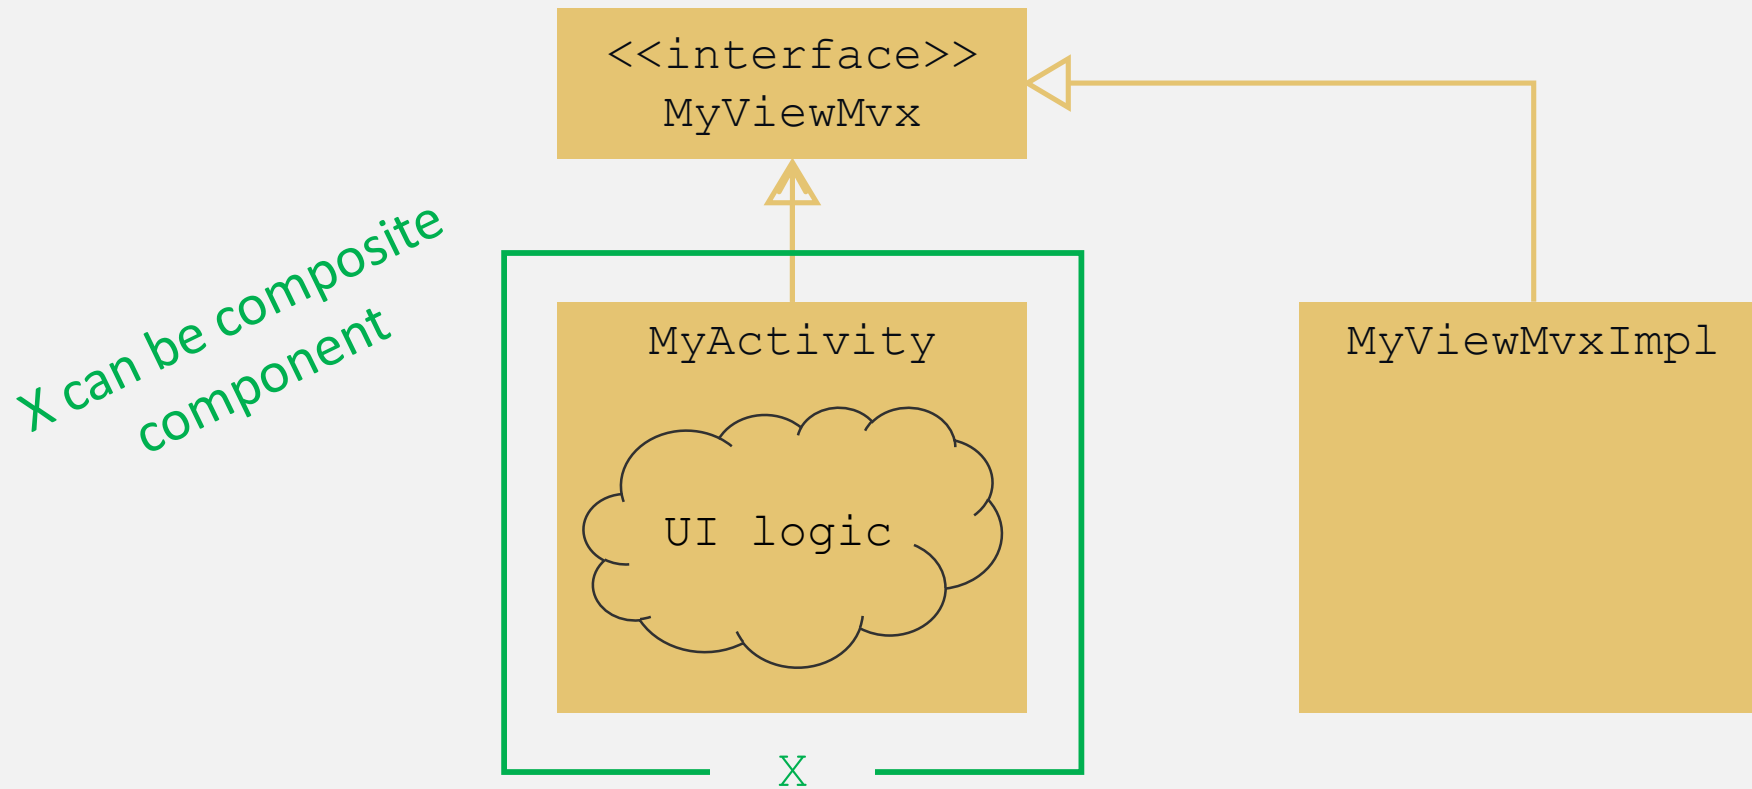 <<interface>>
MyViewMvx
X can be composite
component
MyActivity
UI logic
X
MyViewMvxImpl